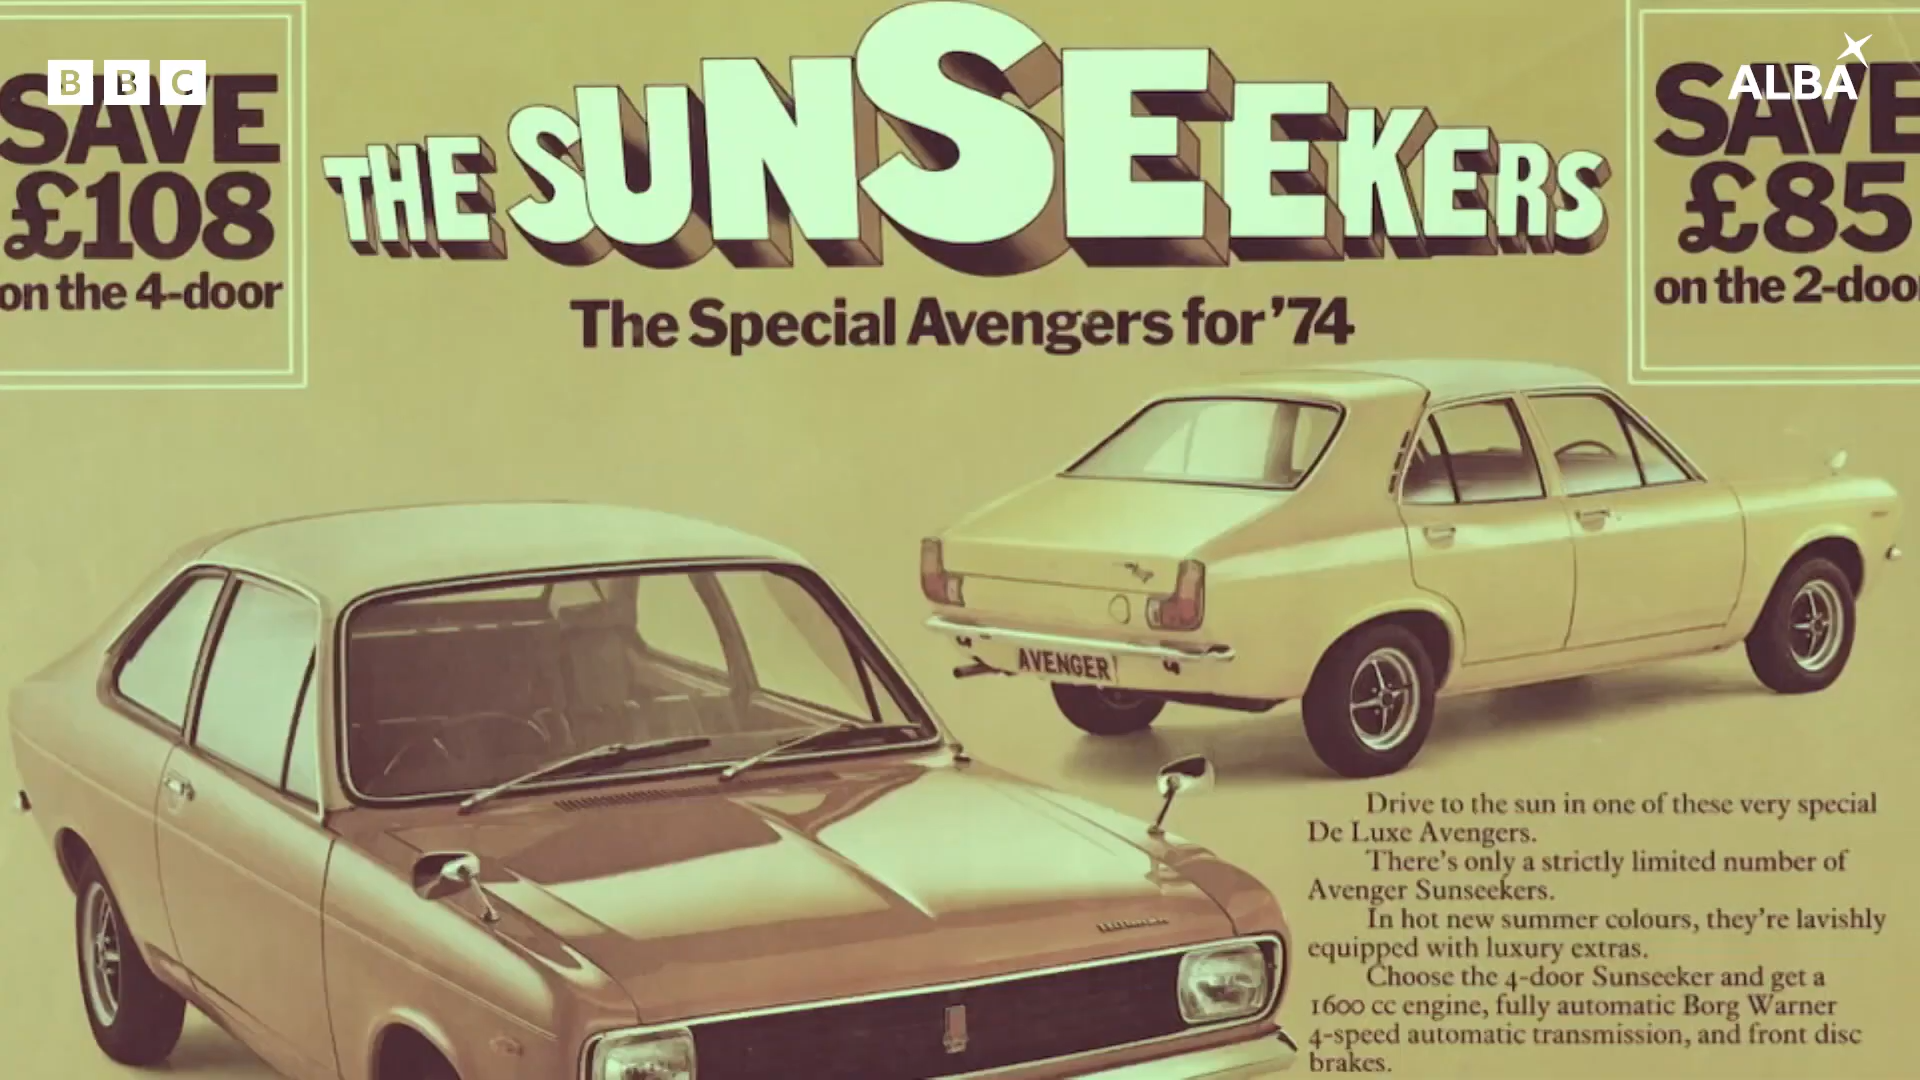 BBC
ALBA
SAVE
£108
on the 4-door
THE SUNSEEKERS
The Special Avengers for '74
SAVE
£85
on the 2-doo
AVENGER
Drive to the sun in one of these very special
De Luxe Avengers.
There's only a strictly limited number of
Avenger Sunseekers.
In hot new summer colours, they're lavishly
equipped with luxury extras.
Choose the 4-door Sunseeker and get a
1600 cc engine, fully automatic Borg Warner
4-speed automatic transmission, and front disc
brakes.